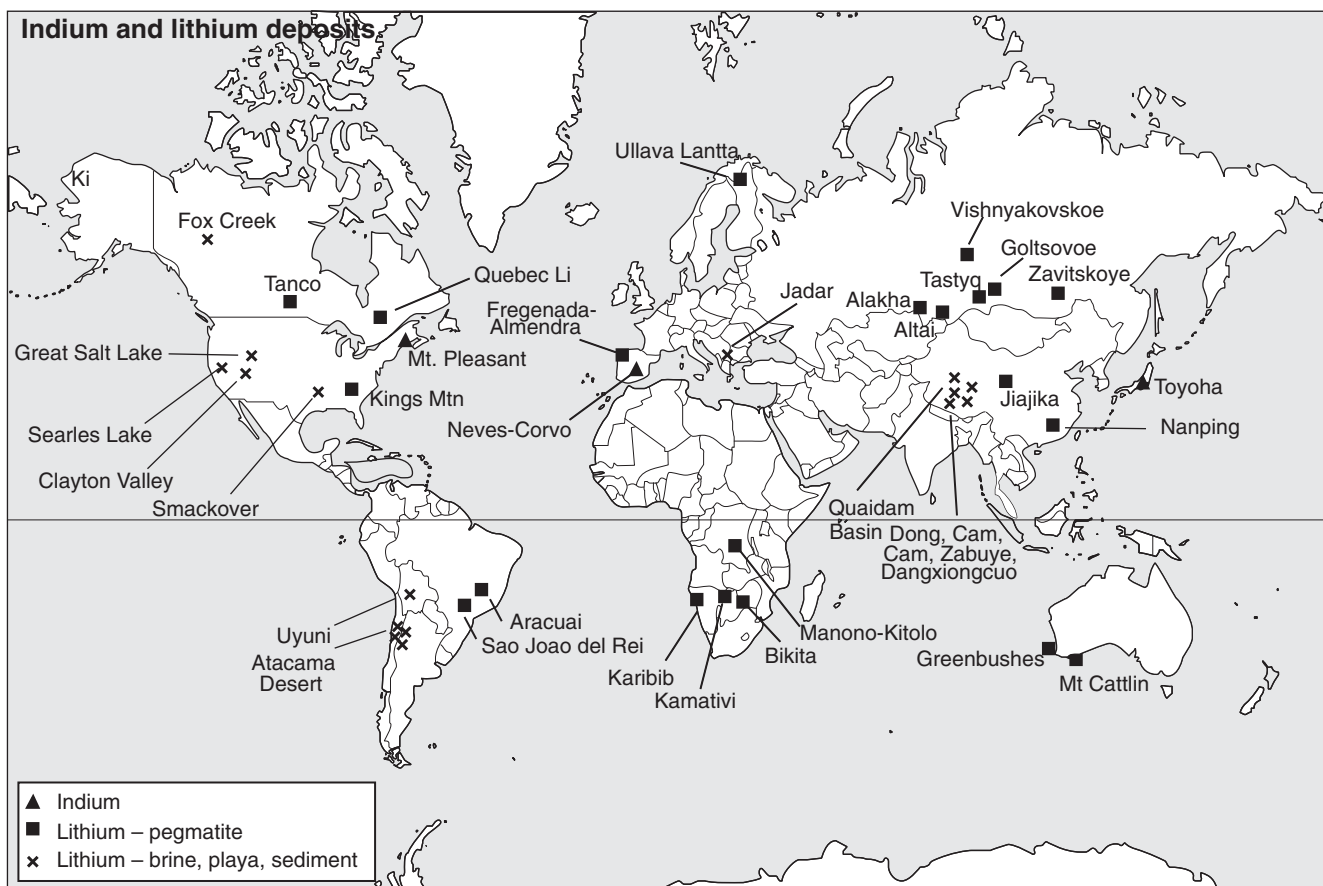 Indium and lithium deposits
Ki
Ullava Lantta
Fox Creek
Vishnyakovskoe
Goltsovoe
Tanco
Quebec Li
Tastyq
Zavitskoye
Fregenada-
Almendra
Jadar
Alakha
Altai
Great Salt Lake
Mt. Pleasant
Kings Mtn
Jiajika
Toyoha
Searles Lake
Neves-Corvo
Nanping
Clayton Valley
Smackover
Quaidam
Basin
Dong, Cam,
Cam, Zabuye,
Dangxiongcuo
Uyuni
Aracuai
Sao Joao del Rei
Atacama
Desert
Manono-Kitolo
Bikita
Karibib
Kamativi
Greenbushes
Mt Cattlin
Indium
Lithium – pegmatite
Lithium – brine, playa, sediment